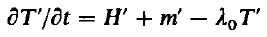 ∂T′/∂t = H′ + m′ − λ₀T′